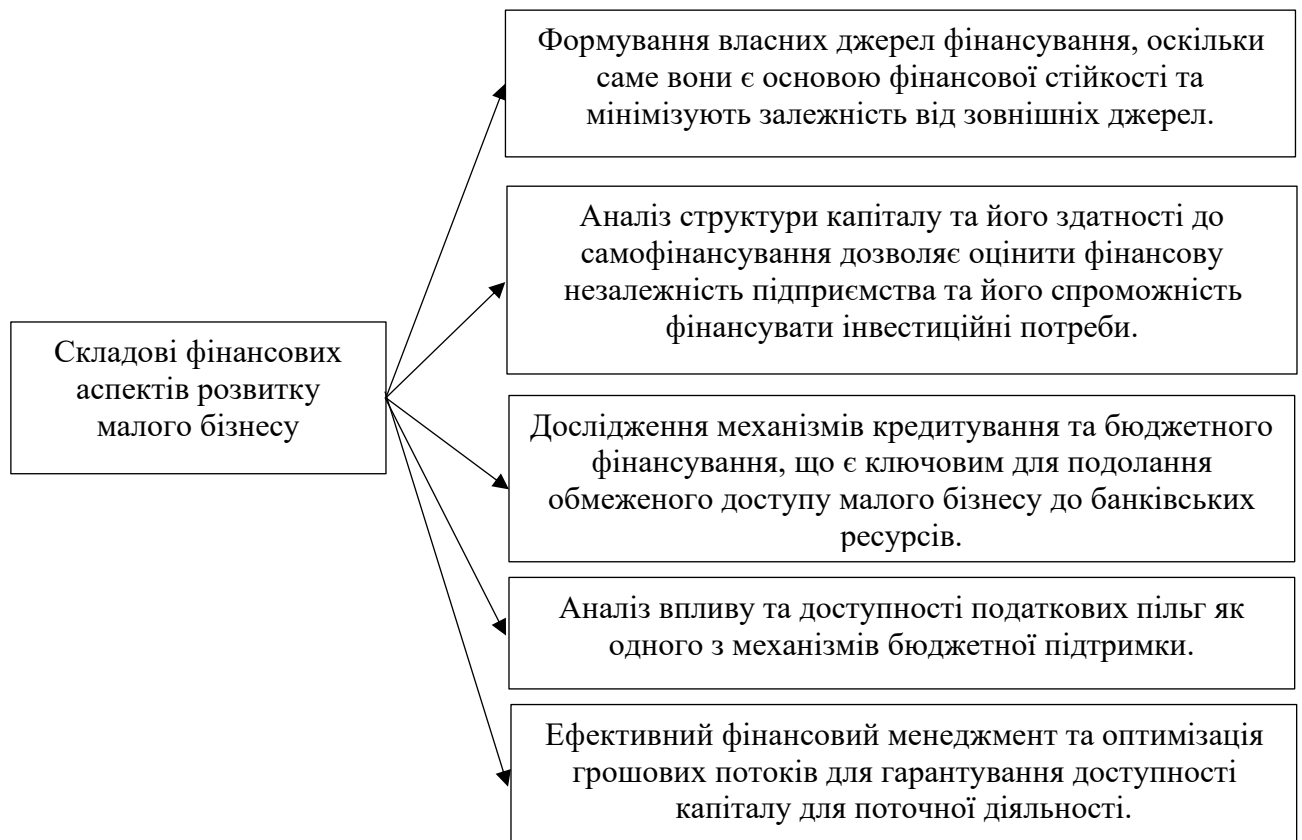 Формування власних джерел фінансування, оскільки
саме вони є основою фінансової стійкості та
мінімізують залежність від зовнішніх джерел.
Аналіз структури капіталу та його здатності до
самофінансування дозволяє оцінити фінансову
незалежність підприємства та його спроможність
фінансувати інвестиційні потреби.
Складові фінансових
аспектів розвитку
малого бізнесу
Дослідження механізмів кредитування та бюджетного
фінансування, що є ключовим для подолання
обмеженого доступу малого бізнесу до банківських
ресурсів.
Аналіз впливу та доступності податкових пільг як
одного з механізмів бюджетної підтримки.
Ефективний фінансовий менеджмент та оптимізація
грошових потоків для гарантування доступності
капіталу для поточної діяльності.